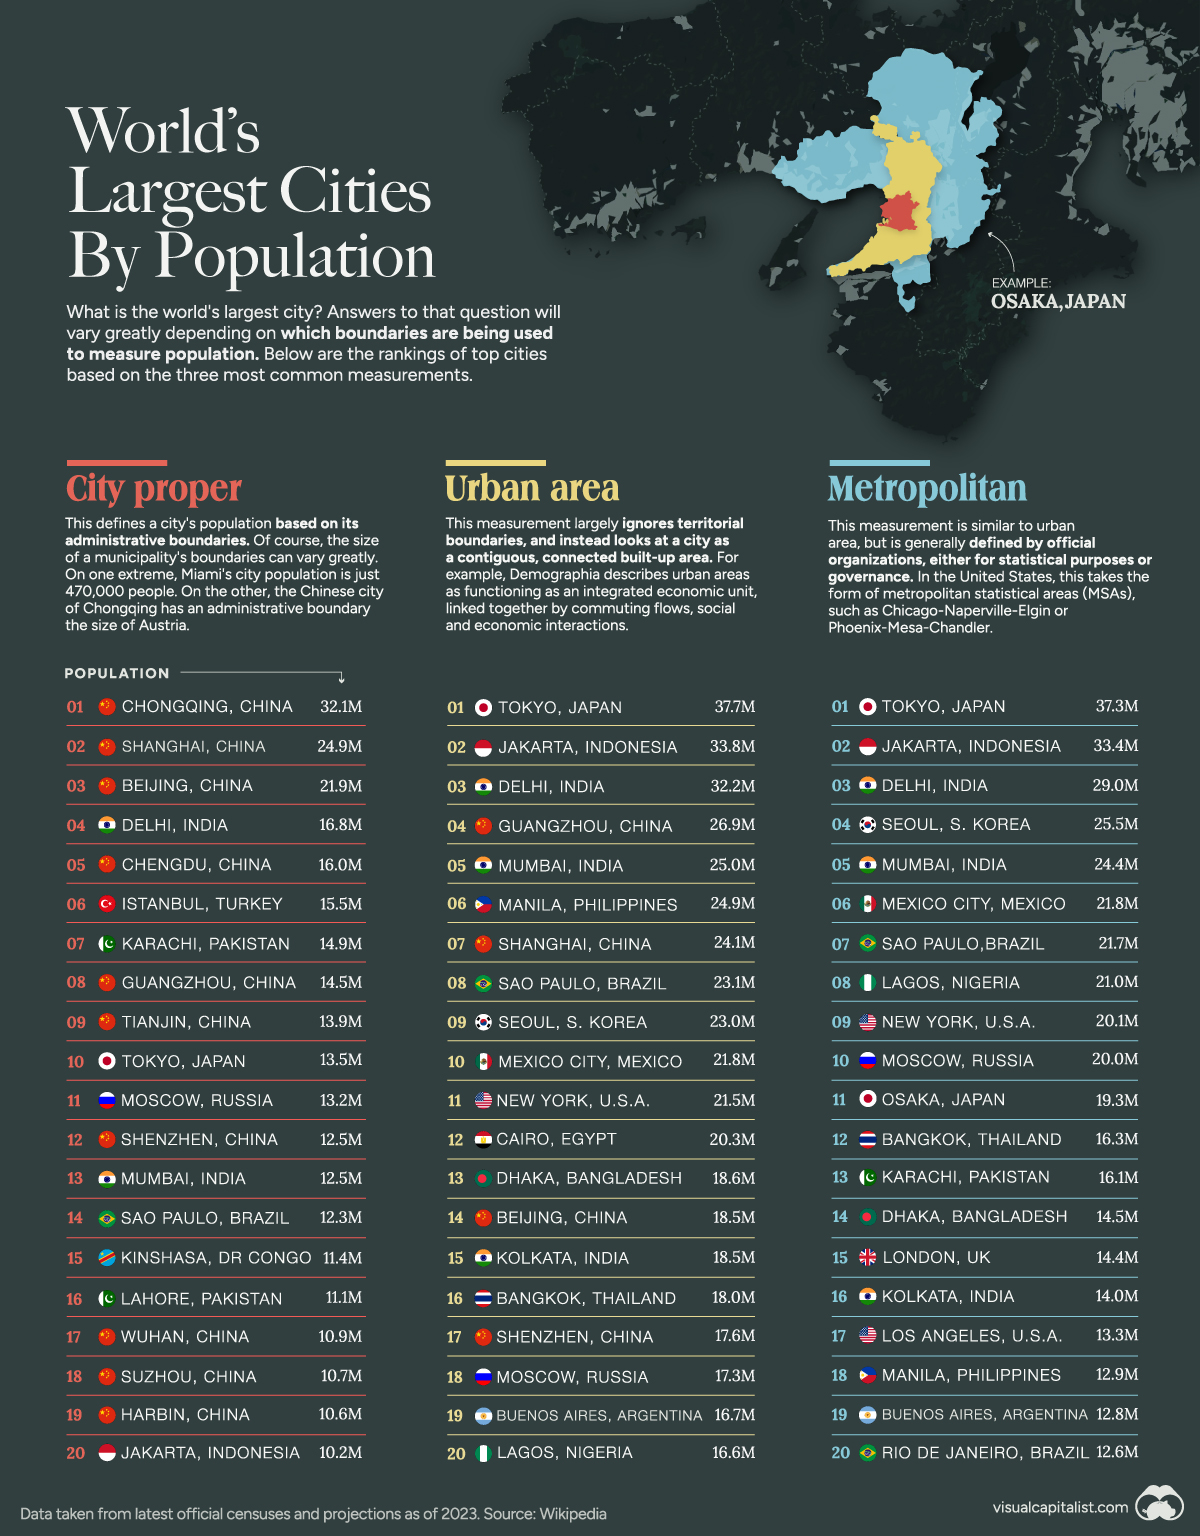 World's
Largest Cities
By Population
What is the world's largest city? Answers to that question will
vary greatly depending on which boundaries are being used
to measure population. Below are the rankings of top cities
based on the three most common measurements.
EXAMPLE:
OSAKA, JAPAN
City proper
This defines a city's population based on its
administrative boundaries. Of course, the size
of a municipality's boundaries can vary greatly.
On one extreme, Miami's city population is just
470,000 people. On the other, the Chinese city
of Chongqing has an administrative boundary
the size of Austria.
POPULATION
01 CHONGQING, CHINA 32.1M
02 SHANGHAI, CHINA 24.9M
03 BEIJING, CHINA 21.9M
04 DELHI, INDIA 16.8M
05 CHENGDU, CHINA 16.0M
06 ISTANBUL, TURKEY 15.5M
07 KARACHI, PAKISTAN 14.9M
08 GUANGZHOU, CHINA 14.5M
09 TIANJIN, CHINA 13.9M
10 TOKYO, JAPAN 13.5M
11 MOSCOW, RUSSIA 13.2M
12 SHENZHEN, CHINA 12.5M
13 MUMBAI, INDIA 12.5M
14 SAO PAULO, BRAZIL 12.3M
15 KINSHASA, DR CONGO 11.4M
16 LAHORE, PAKISTAN 11.1M
17 WUHAN, CHINA 10.9M
18 SUZHOU, CHINA 10.7M
19 HARBIN, CHINA 10.6M
20 JAKARTA, INDONESIA 10.2M
Urban area
This measurement largely ignores territorial
boundaries, and instead looks at a city as
a contiguous, connected built-up area. For
example, Demographia describes urban areas
as functioning as an integrated economic unit,
linked together by commuting flows, social
and economic interactions.
01 TOKYO, JAPAN 37.7M
02 JAKARTA, INDONESIA 33.8M
03 DELHI, INDIA 32.2M
04 GUANGZHOU, CHINA 26.9M
05 MUMBAI, INDIA 25.0M
06 MANILA, PHILIPPINES 24.9M
07 SHANGHAI, CHINA 24.1M
08 SAO PAULO, BRAZIL 23.1M
09 SEOUL, S. KOREA 23.0M
10 MEXICO CITY, MEXICO 21.8M
11 NEW YORK, U.S.A. 21.5M
12 CAIRO, EGYPT 20.3M
13 DHAKA, BANGLADESH 18.6M
14 BEIJING, CHINA 18.5M
15 KOLKATA, INDIA 18.5M
16 BANGKOK, THAILAND 18.0M
17 SHENZHEN, CHINA 17.6M
18 MOSCOW, RUSSIA 17.3M
19 BUENOS AIRES, ARGENTINA 16.7M
20 LAGOS, NIGERIA 16.6M
Metropolitan
This measurement is similar to urban
area, but is generally defined by official
organizations, either for statistical purposes or
governance. In the United States, this takes the
form of metropolitan statistical areas (MSAs),
such as Chicago-Naperville-Elgin or
Phoenix-Mesa-Chandler.
01 TOKYO, JAPAN 37.3M
02 JAKARTA, INDONESIA 33.4M
03 DELHI, INDIA 29.0M
04 SEOUL, S. KOREA 25.5M
05 MUMBAI, INDIA 24.4M
06 MEXICO CITY, MEXICO 21.8M
07 SAO PAULO,BRAZIL 21.7M
08 LAGOS, NIGERIA 21.0M
09 NEW YORK, U.S.A. 20.1M
10 MOSCOW, RUSSIA 20.0M
11 OSAKA, JAPAN 19.3M
12 BANGKOK, THAILAND 16.3M
13 KARACHI, PAKISTAN 16.1M
14 DHAKA, BANGLADESH 14.5M
15 LONDON, UK 14.4M
16 KOLKATA, INDIA 14.0M
17 LOS ANGELES, U.S.A. 13.3M
18 MANILA, PHILIPPINES 12.9M
19 BUENOS AIRES, ARGENTINA 12.8M
20 RIO DE JANEIRO, BRAZIL 12.6M
Data taken from latest official censuses and projections as of 2023. Source: Wikipedia
visualcapitalist.com